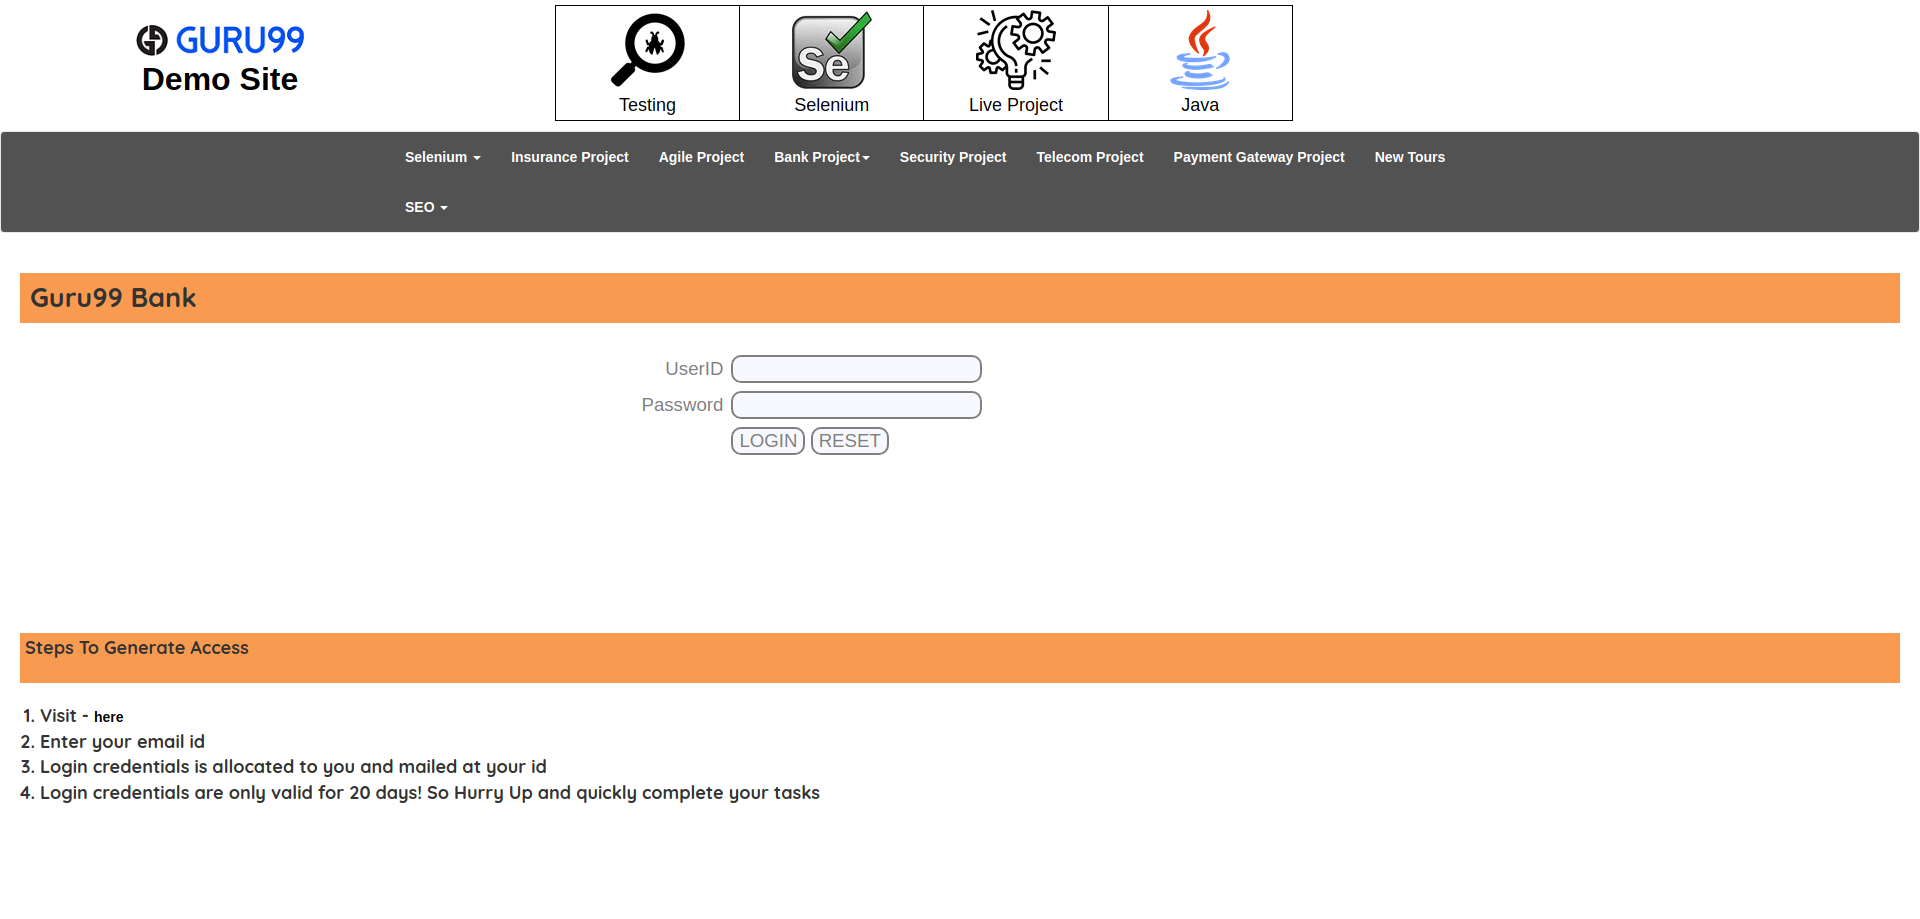 GURU99
Demo Site
Testing
Se
Selenium
Live Project
Java
Selenium Insurance Project Agile Project Bank Project Security Project Telecom Project Payment Gateway Project New Tours
SEO
Guru99 Bank
UserID
Password
LOGIN RESET
Steps To Generate Access
1. Visit - here
2. Enter your email id
3. Login credentials is allocated to you and mailed at your id
4. Login credentials are only valid for 20 days! So Hurry Up and quickly complete your tasks